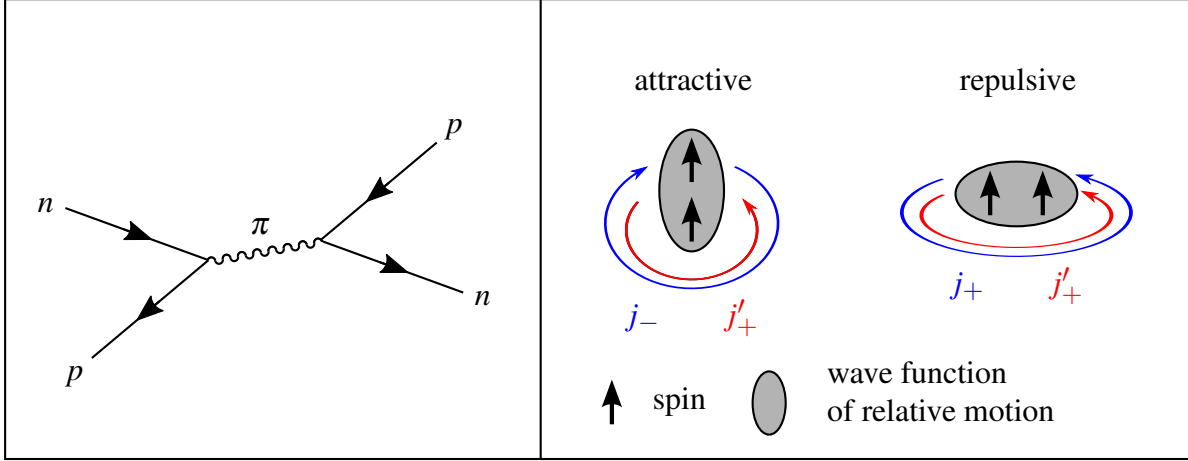 n
p
π
p
n
attractive
repulsive
j₋
j′₊
j₊
j′₊
spin
wave function
of relative motion